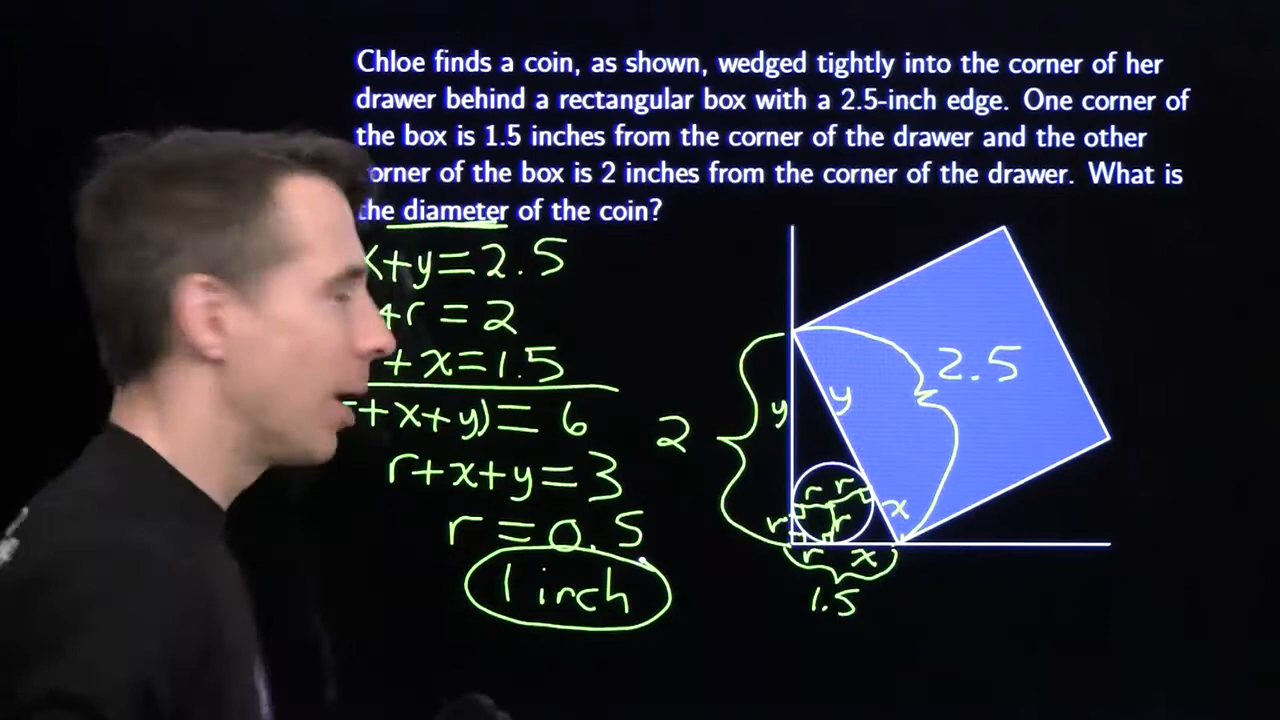 Chloe finds a coin, as shown, wedged tightly into the corner of her
drawer behind a rectangular box with a 2.5-inch edge. One corner of
the box is 1.5 inches from the corner of the drawer and the other
corner of the box is 2 inches from the corner of the drawer. What is
the diameter of the coin?
x+y=2.5
+r=2
+x=1.5
+x+y)=6
r+x+y=3
r=0.5
1 inch
2.5
y
y
2
r
r
x
r
r
r
x
1.5